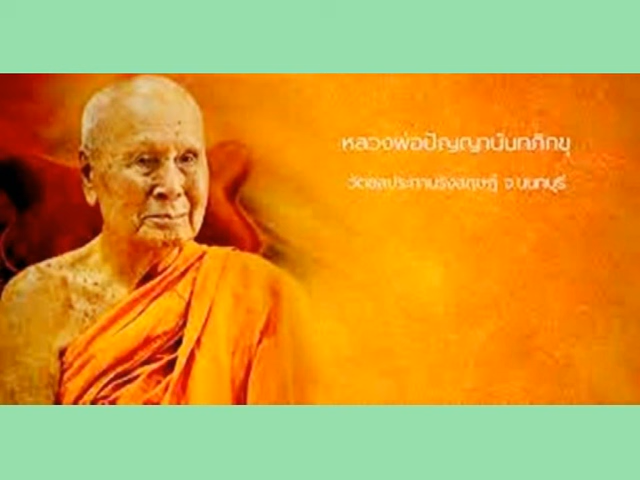 หลวงพ่อปัญญานันทภิกขุ
วัดชลประทานรังสฤษฎิ์ จ.นนทบุรี